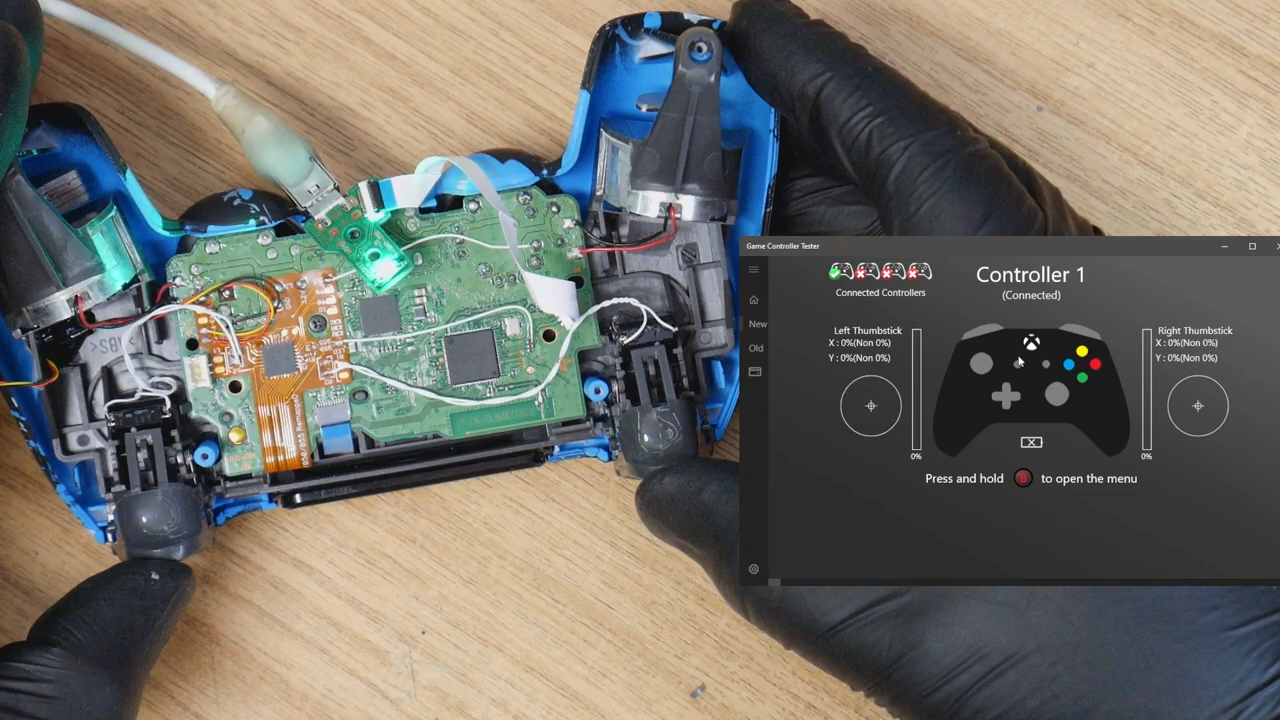 Game Controller Tester
Connected Controllers
Controller 1
(Connected)
New
Old
Left Thumbstick
X : 0%(Non 0%)
Y : 0%(Non 0%)
0%
Right Thumbstick
X : 0%(Non 0%)
Y : 0%(Non 0%)
0%
Press and hold B to open the menu
>ABS<